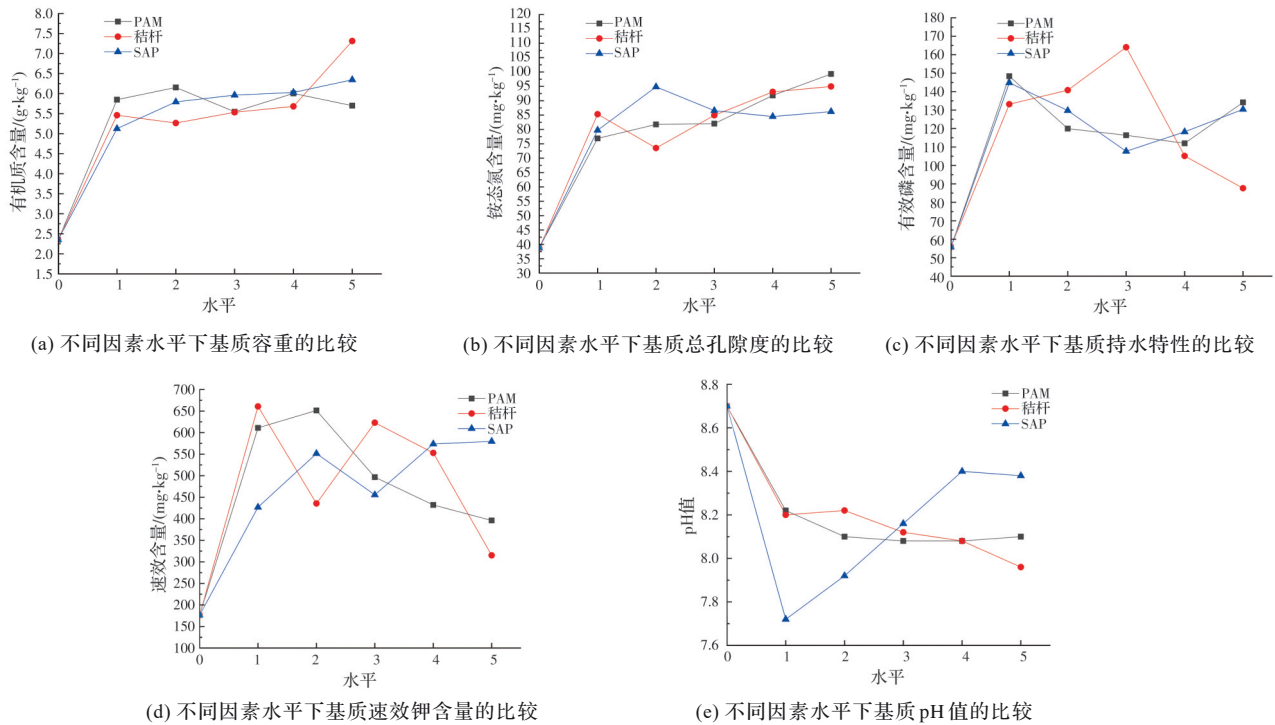 8.0
7.5
7.0
6.5
6.0
5.5
5.0
4.5
4.0
3.5
3.0
2.5
2.0
1.5
有机质含量/(g·kg⁻¹)
PAM
秸杆
SAP
0 1 2 3 4 5
水平
(a) 不同因素水平下基质容重的比较
120
115
110
105
100
95
90
85
80
75
70
65
60
55
50
45
40
35
30
铵态氮含量/(mg·kg⁻¹)
PAM
秸杆
SAP
0 1 2 3 4 5
水平
(b) 不同因素水平下基质总孔隙度的比较
180
170
160
150
140
130
120
110
100
90
80
70
60
50
40
有效磷含量/(mg·kg⁻¹)
PAM
秸杆
SAP
0 1 2 3 4 5
水平
(c) 不同因素水平下基质持水特性的比较
700
650
600
550
500
450
400
350
300
250
200
150
100
速效含量/(mg·kg⁻¹)
PAM
秸杆
SAP
0 1 2 3 4 5
水平
(d) 不同因素水平下基质速效钾含量的比较
8.8
8.6
8.4
8.2
8.0
7.8
7.6
pH值
PAM
秸杆
SAP
0 1 2 3 4 5
水平
(e) 不同因素水平下基质pH值的比较